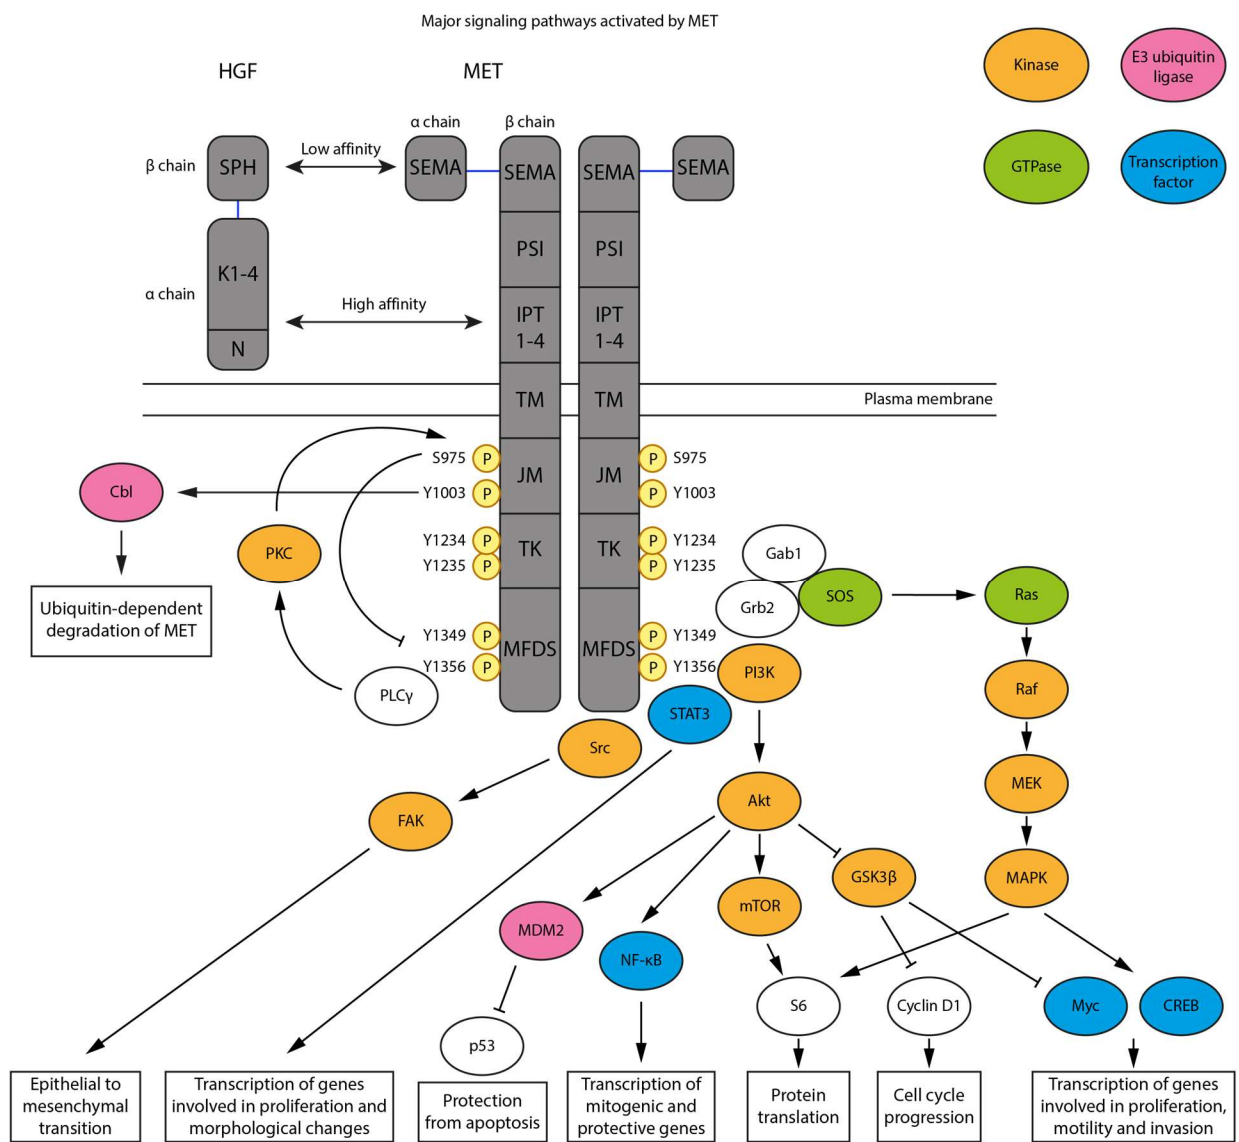 Major signaling pathways activated by MET
HGF
MET
Kinase
E3 ubiquitin
ligase
GTPase
Transcription
factor
α chain
β chain
β chain
SPH
Low affinity
SEMA
SEMA
SEMA
SEMA
PSI
PSI
K1-4
α chain
High affinity
IPT
1-4
IPT
1-4
N
TM
TM
Plasma membrane
S975
P
JM
JM
P
S975
Cbl
Y1003
P
P
Y1003
PKC
Y1234
P
TK
TK
P
Y1234
Y1235
P
P
Y1235
Gab1
Grb2
SOS
Ras
Ubiquitin-dependent
degradation of MET
Y1349
P
MFDS
MFDS
P
Y1349
Y1356
P
P
Y1356
PLCγ
PI3K
Raf
STAT3
Src
MEK
FAK
Akt
GSK3β
MAPK
mTOR
MDM2
NF-κB
S6
Cyclin D1
Myc
CREB
p53
Epithelial to
mesenchymal
transition
Transcription of genes
involved in proliferation and
morphological changes
Protection
from apoptosis
Transcription of
mitogenic and
protective genes
Protein
translation
Cell cycle
progression
Transcription of genes
involved in proliferation,
motility and invasion